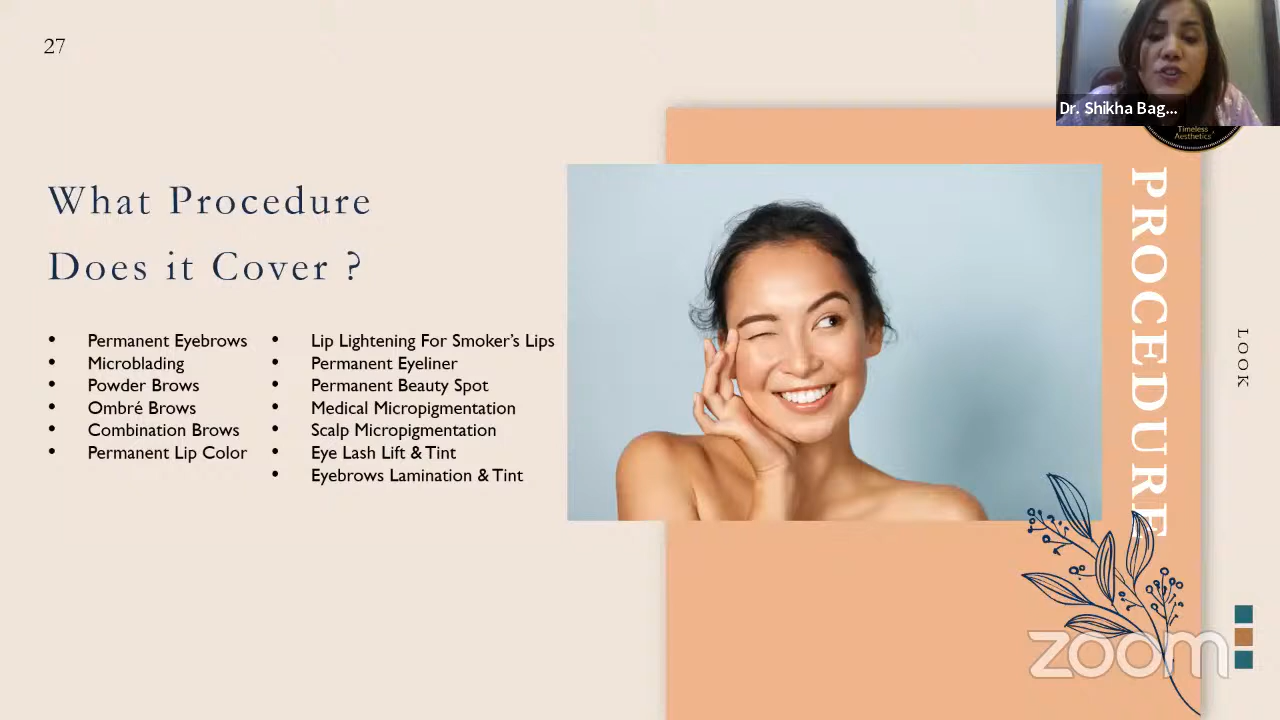 27
What Procedure
Does it Cover ?
• Permanent Eyebrows
• Microblading
• Powder Brows
• Ombré Brows
• Combination Brows
• Permanent Lip Color
• Lip Lightening For Smoker’s Lips
• Permanent Eyeliner
• Permanent Beauty Spot
• Medical Micropigmentation
• Scalp Micropigmentation
• Eye Lash Lift & Tint
• Eyebrows Lamination & Tint
Dr. Shikha Bag...
Timeless
Aesthetics
PROCEDURE
LOOK
zoom